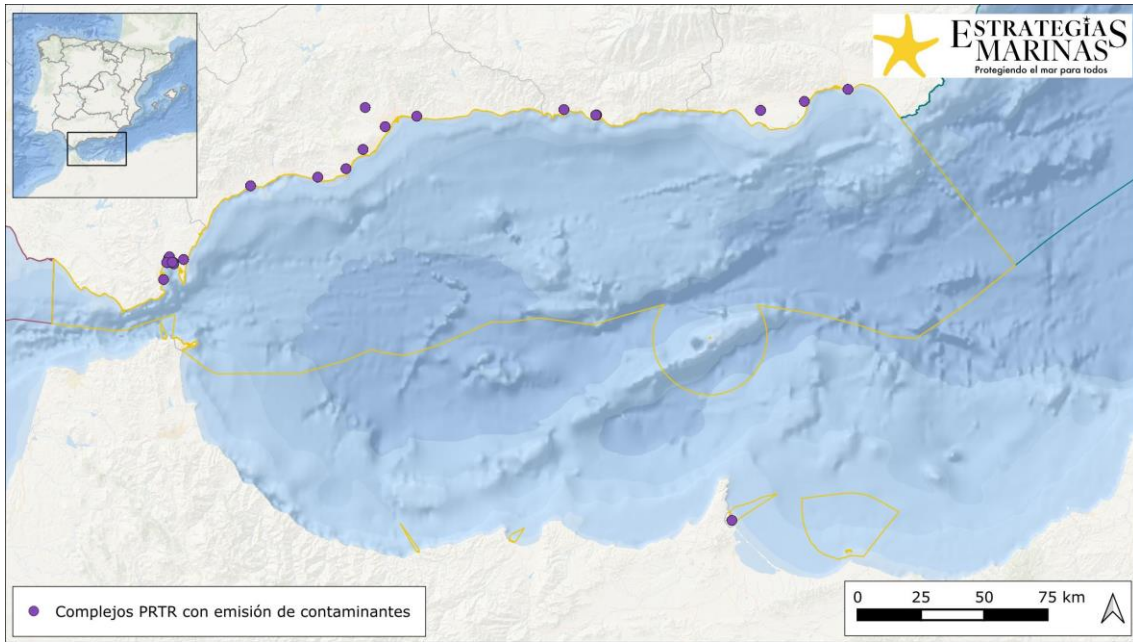 ESTRATEGIAS
MARINAS
Protegiendo el mar para todos
Complejos PRTR con emisión de contaminantes
0 25 50 75 km